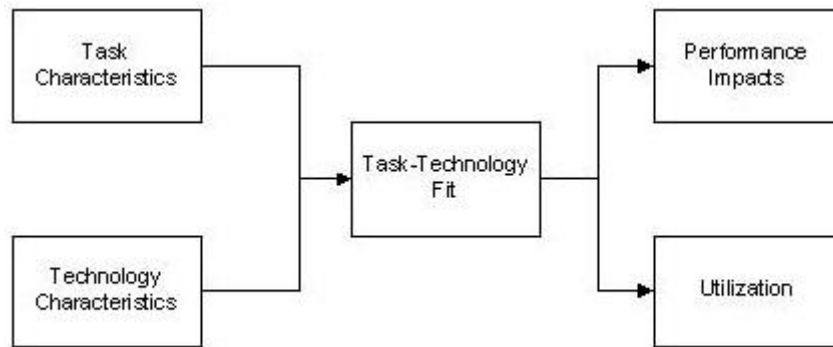 Task
Characteristics
Performance
Impacts
Task-Technology
Fit
Technology
Characteristics
Utilization